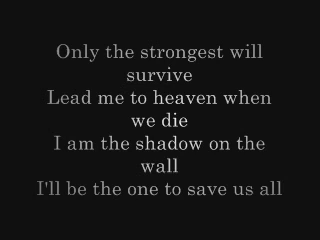 Only the strongest will
survive
Lead me to heaven when
we die
I am the shadow on the
wall
I'll be the one to save us all